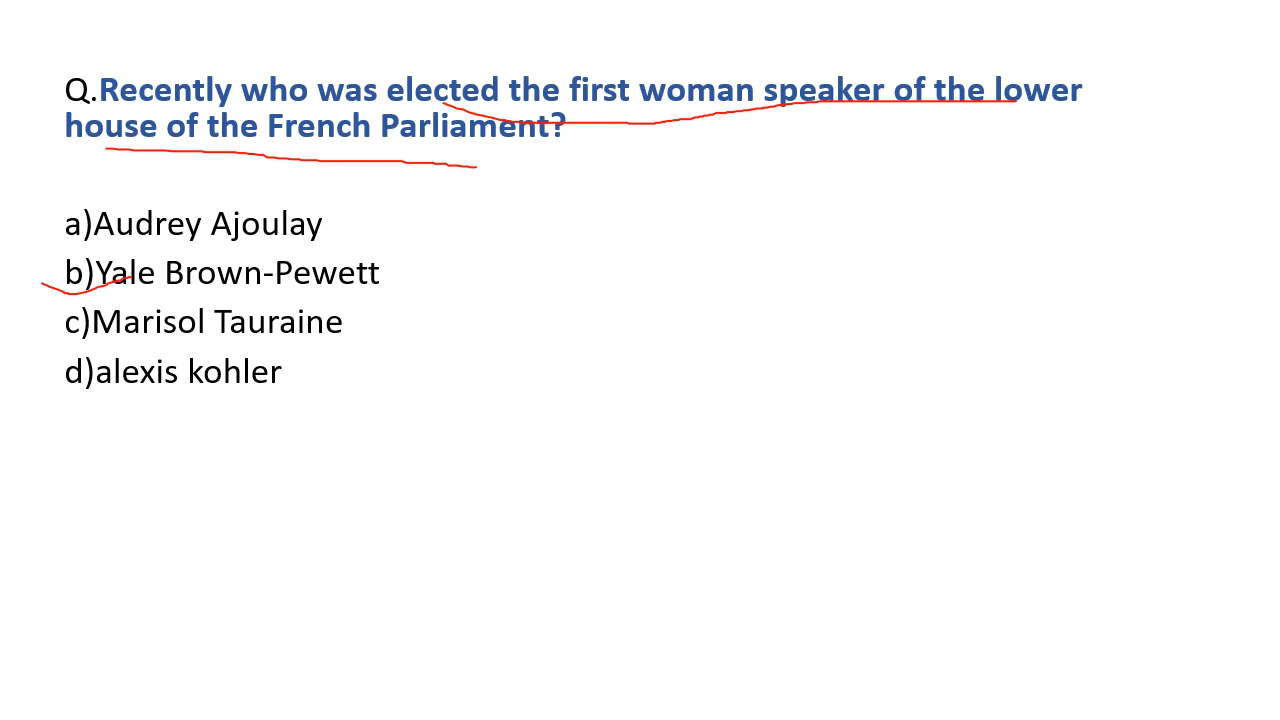 Q.Recently who was elected the first woman speaker of the lower
house of the French Parliament?
a)Audrey Ajoulay
b)Yale Brown-Pewett
c)Marisol Tauraine
d)alexis kohler